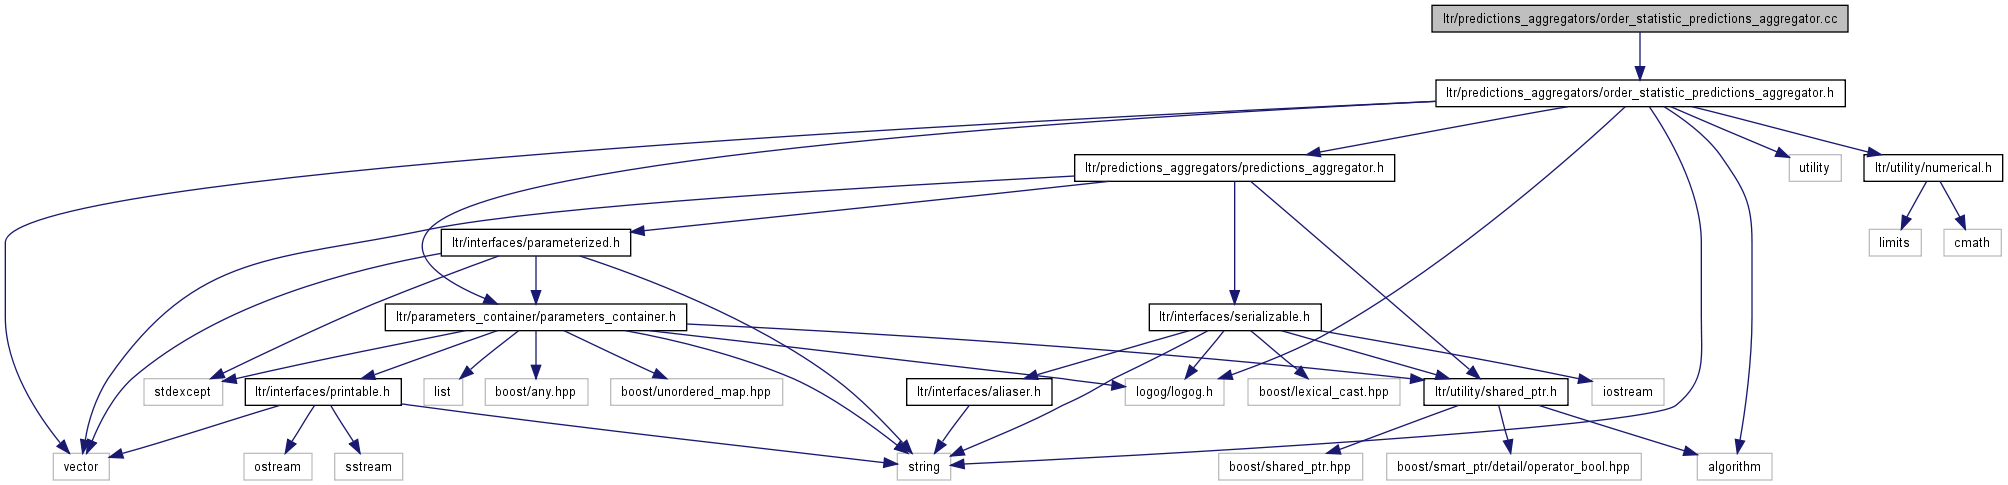 ltr/predictions_aggregators/order_statistic_predictions_aggregator.cc
ltr/predictions_aggregators/order_statistic_predictions_aggregator.h
ltr/predictions_aggregators/predictions_aggregator.h
utility
ltr/utility/numerical.h
ltr/interfaces/parameterized.h
limits
cmath
ltr/parameters_container/parameters_container.h
ltr/interfaces/serializable.h
stdexcept
ltr/interfaces/printable.h
list
boost/any.hpp
boost/unordered_map.hpp
ltr/interfaces/aliaser.h
logog/logog.h
boost/lexical_cast.hpp
ltr/utility/shared_ptr.h
iostream
vector
ostream
sstream
string
boost/shared_ptr.hpp
boost/smart_ptr/detail/operator_bool.hpp
algorithm